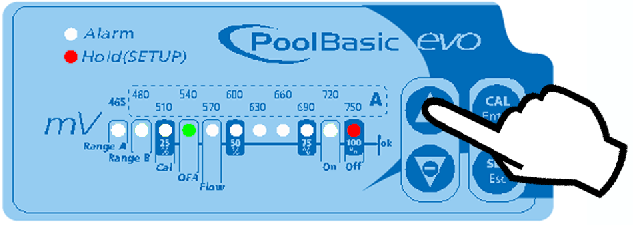 Alarm
Hold(SETUP)
PoolBasic evo
465 480 510 540 570 600 630 660 690 720 750 A
mV
25 % 50 % 75 % 100 % ok
Range A Range B Cal OFA Flow On Off
CAL
Esc